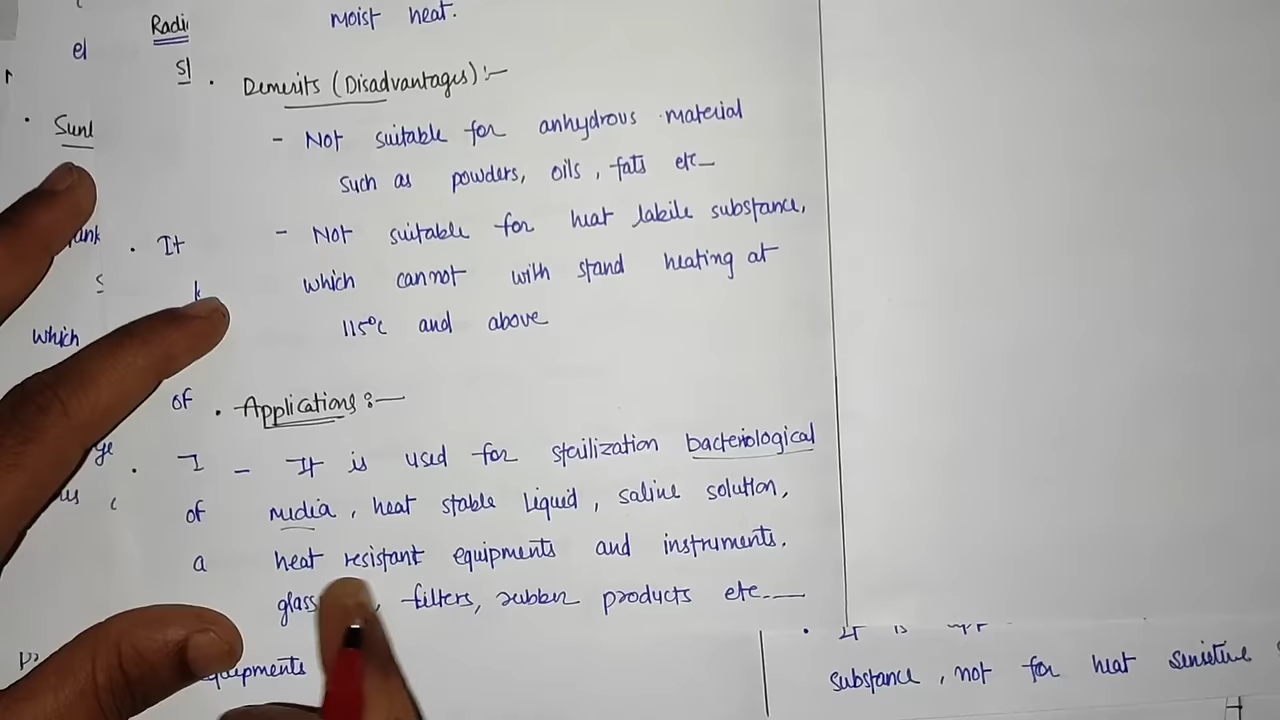 moist heat.
Demerits (Disadvantages) :-
- Not suitable for anhydrous material
such as powders, oils, fats etc-
- Not suitable for heat labile substance,
which cannot with stand heating at
115°c and above
Applications :-
- It is used for sterilization bacteriological
media, heat stable liquid, saline solution,
heat resistant equipments and instruments.
glass , filters, rubber products etc.-
el
It
which
of
of
a
equipments
substance, not for heat